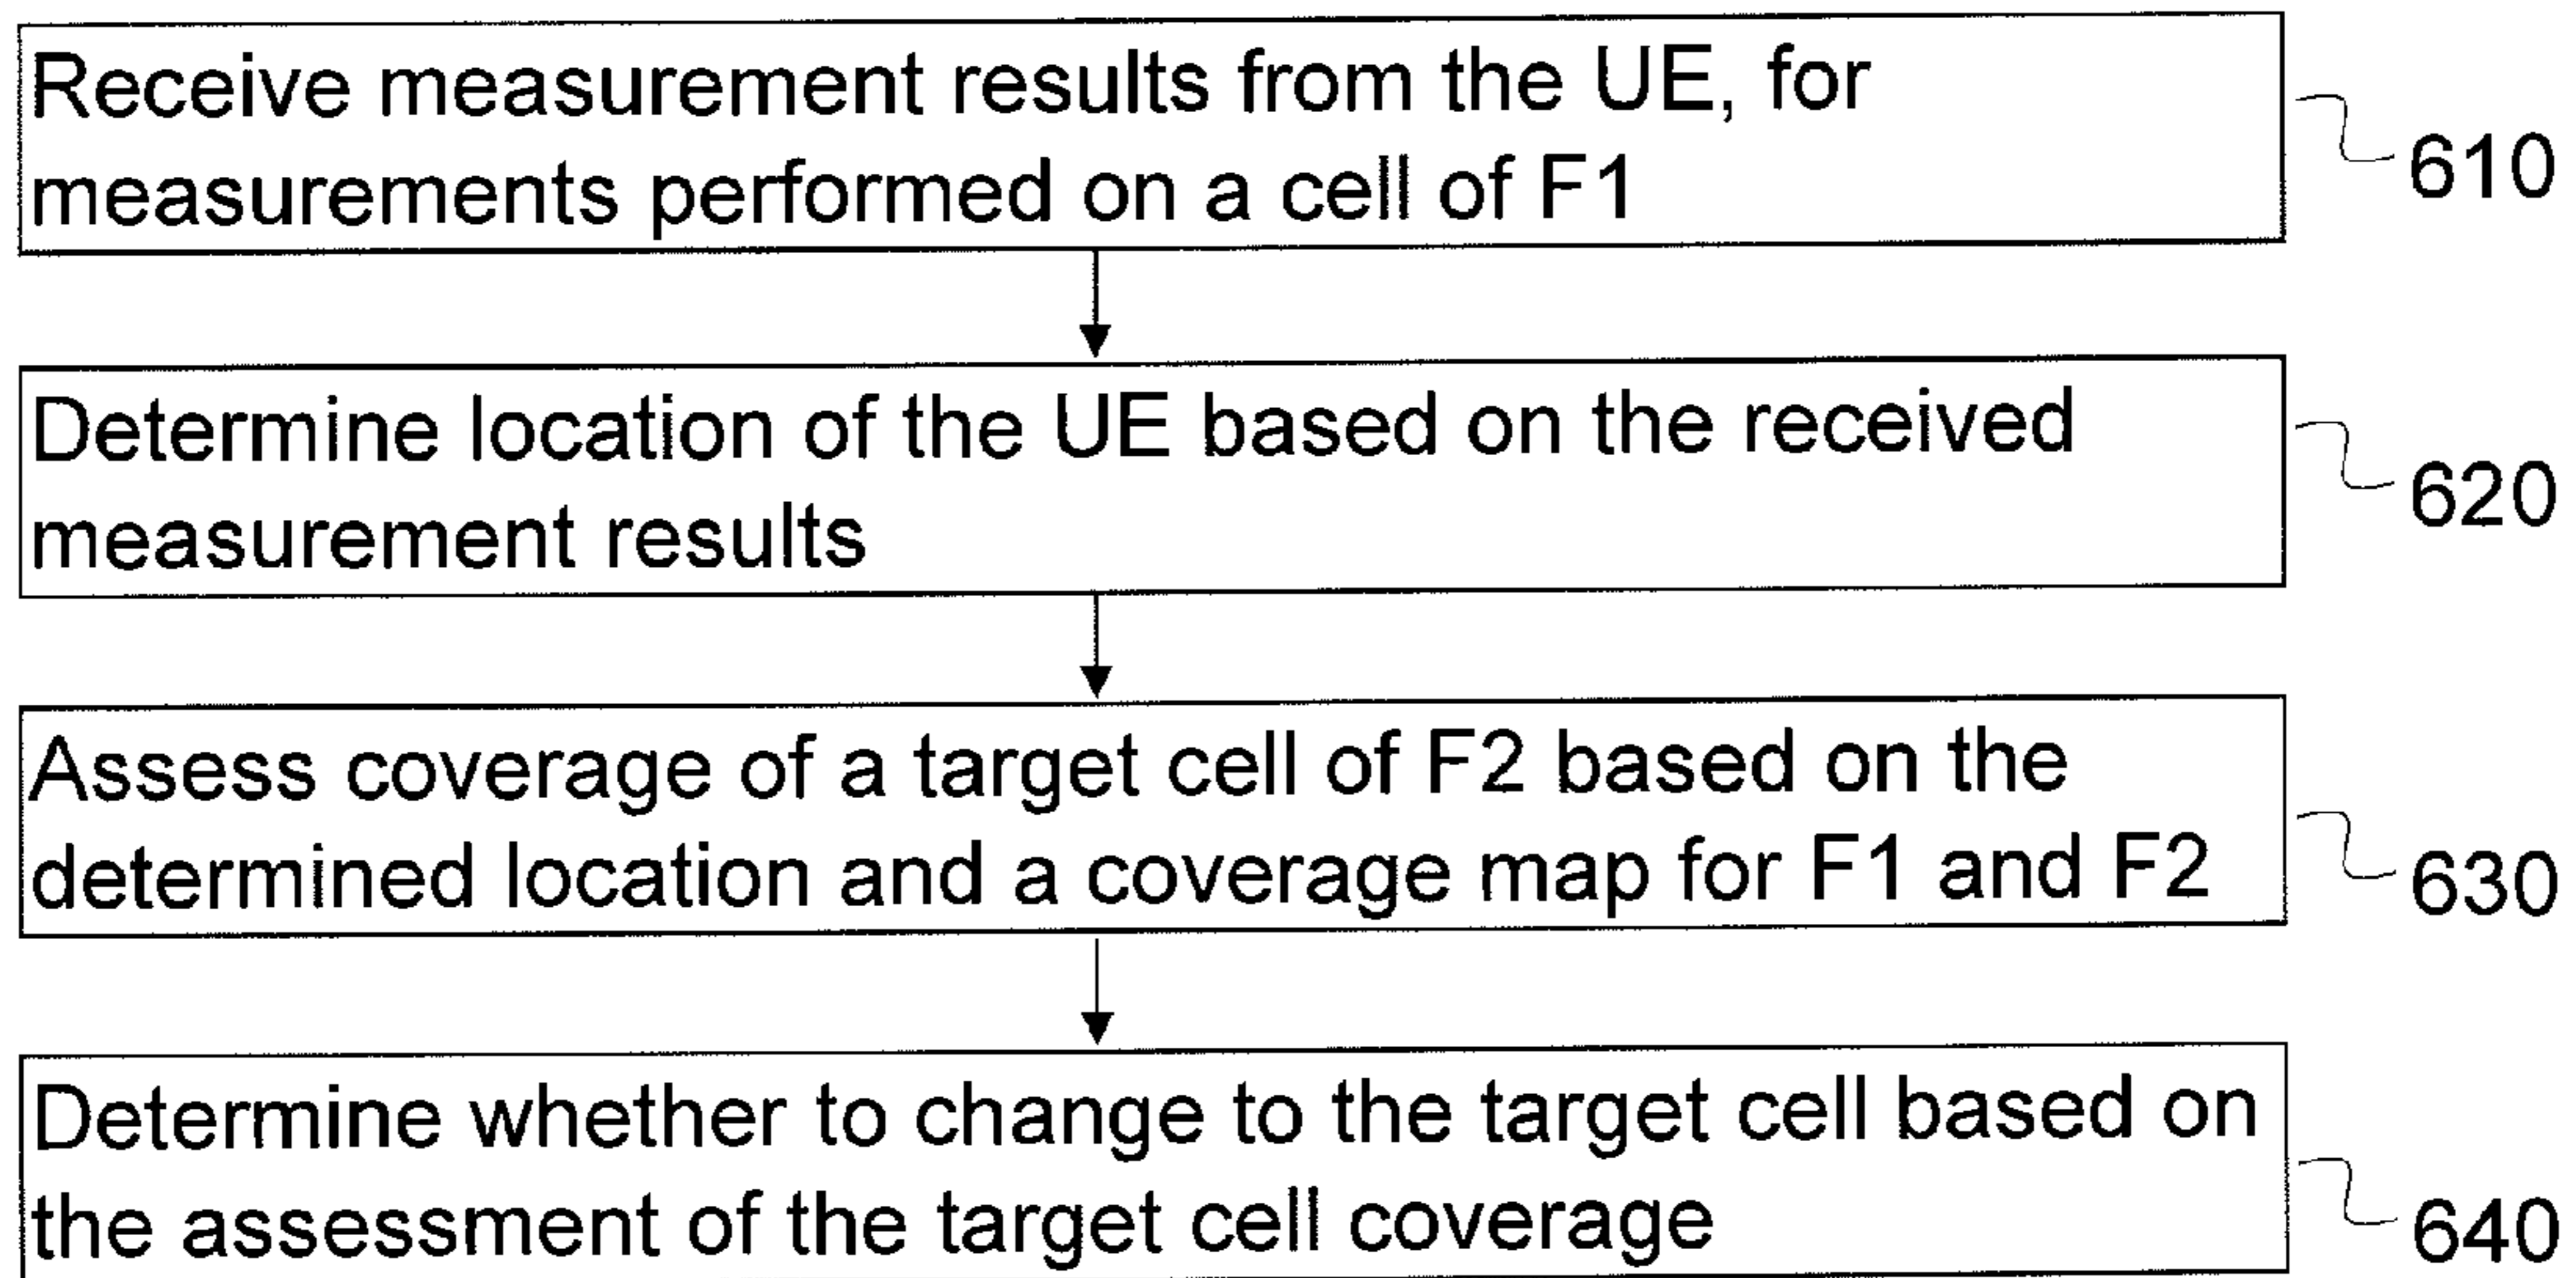 Receive measurement results from the UE, for
measurements performed on a cell of F1
610
Determine location of the UE based on the received
measurement results
620
Assess coverage of a target cell of F2 based on the
determined location and a coverage map for F1 and F2
630
Determine whether to change to the target cell based on
the assessment of the target cell coverage
640